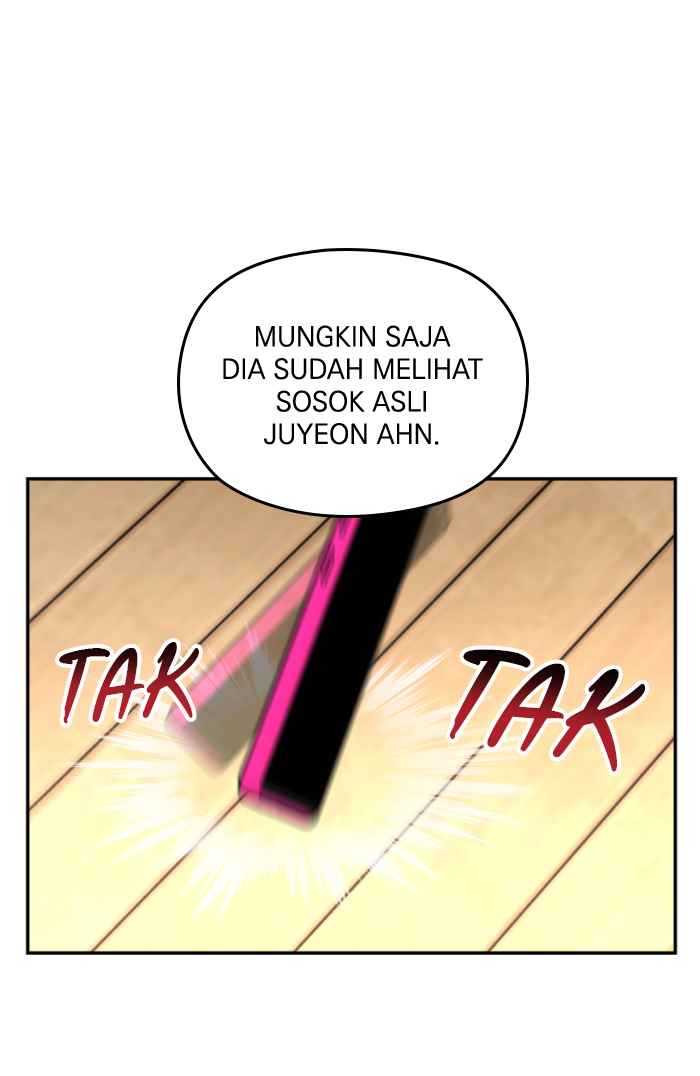 MUNGKIN SAJA
DIA SUDAH MELIHAT
SOSOK ASLI
JUYEON AHN.
TAK
TAK